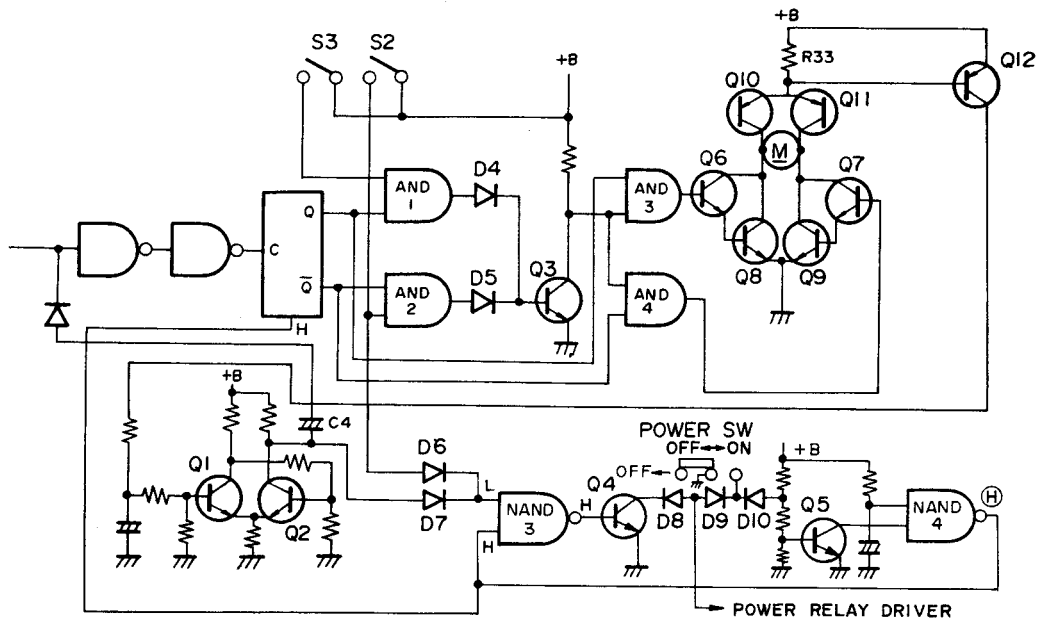 +B
S3 S2
+B
R33
Q12
Q10
Q11
M
AND
1
D4
AND
3
Q6
Q7
C
Q
Q̅
H
AND
2
D5
Q3
AND
4
Q8
Q9
+B
C4
Q1
Q2
D6
D7
L
H
NAND
3
H
Q4
POWER SW
OFF↔ON
OFF←
D8
D9
D10
+B
Q5
NAND
4
Ⓗ
→ POWER RELAY DRIVER